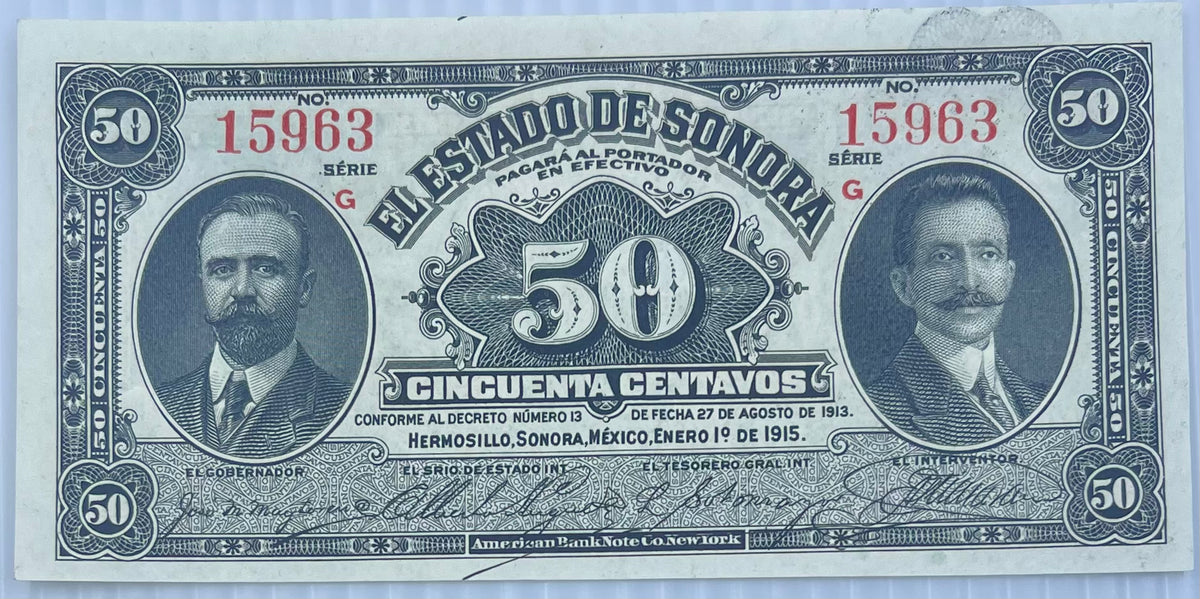 50
50
NO.
15963
SÉRIE
G
NO.
15963
SÉRIE
G
EL ESTADO DE SONORA
PAGARÁ AL PORTADOR
EN EFECTIVO
50
CINCUENTA CENTAVOS
CONFORME AL DECRETO NÚMERO 13 DE FECHA 27 DE AGOSTO DE 1913.
HERMOSILLO, SONORA, MÉXICO, ENERO 1º DE 1915.
50 CINCUENTA 50
50 CINCUENTA 50
EL GOBERNADOR
EL SRIO. DE ESTADO INT.
EL TESORERO GRAL. INT.
EL INTERVENTOR
50
50
American Bank Note Co. New York